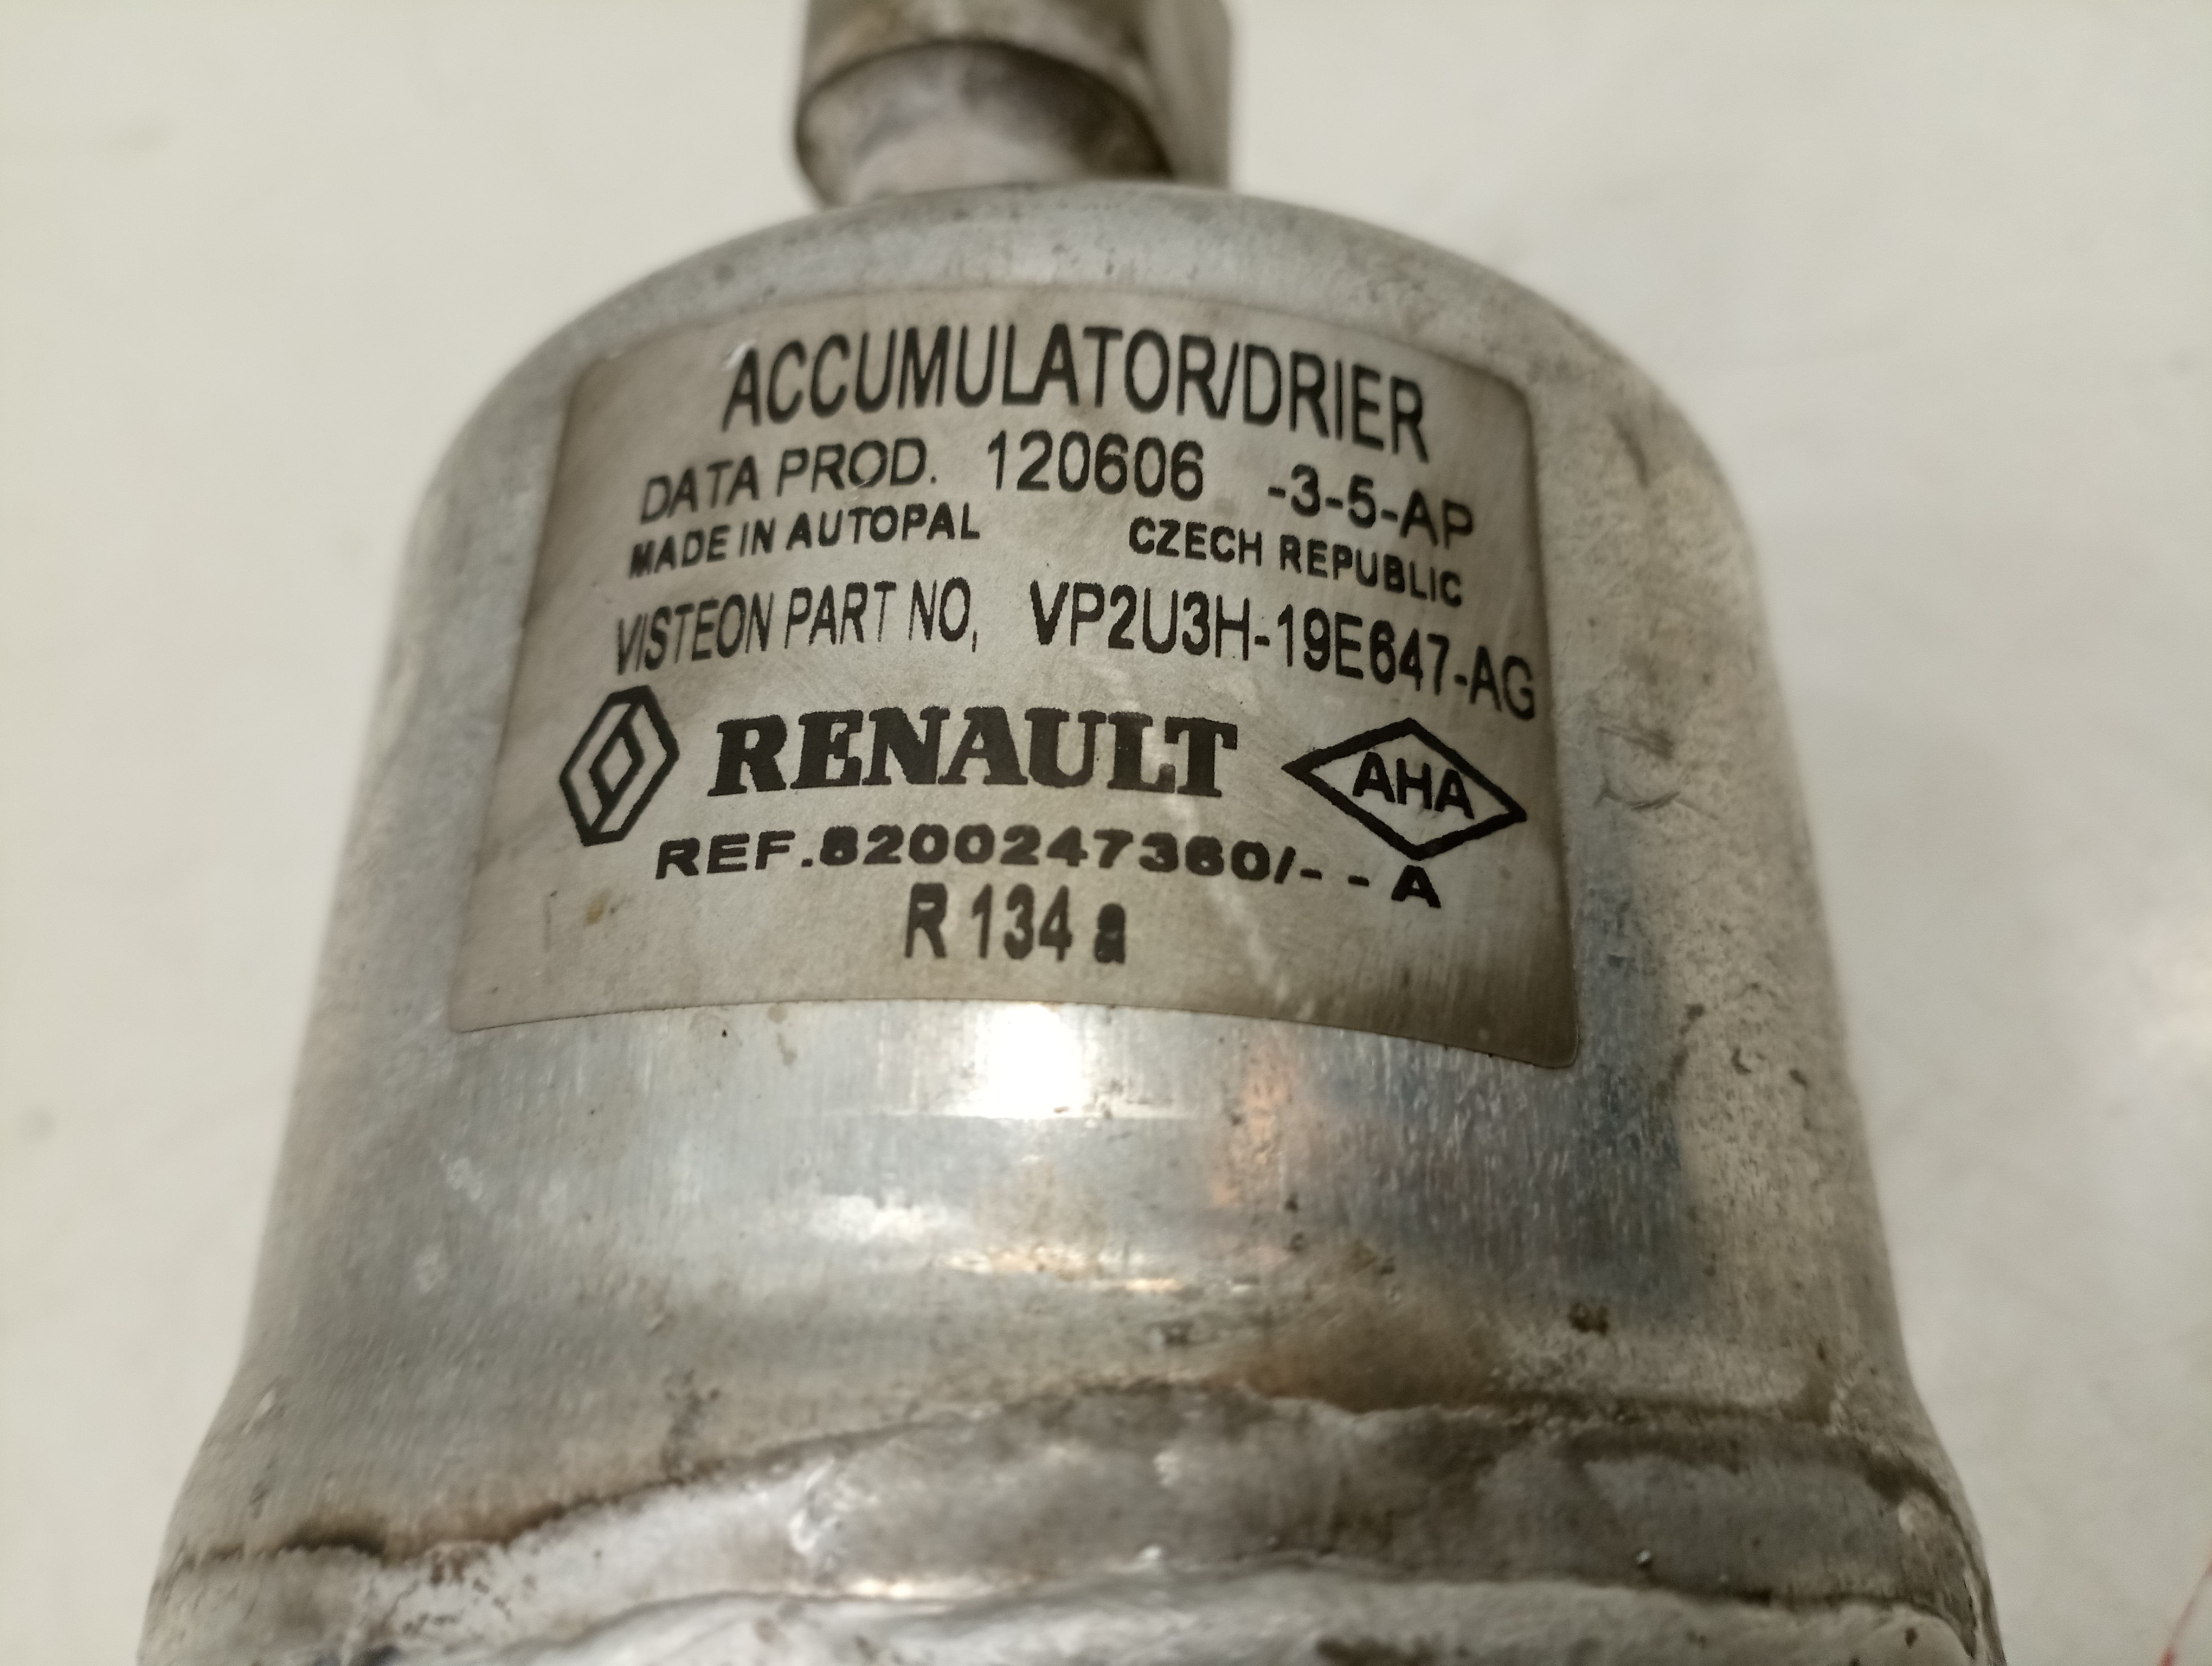 ACCUMULATOR/DRIER
DATA PROD. 120606 -3-5-AP
MADE IN AUTOPAL CZECH REPUBLIC
VISTEON PART NO, VP2U3H-19E647-AG
RENAULT AHA
REF.8200247360/--A
R 134 a